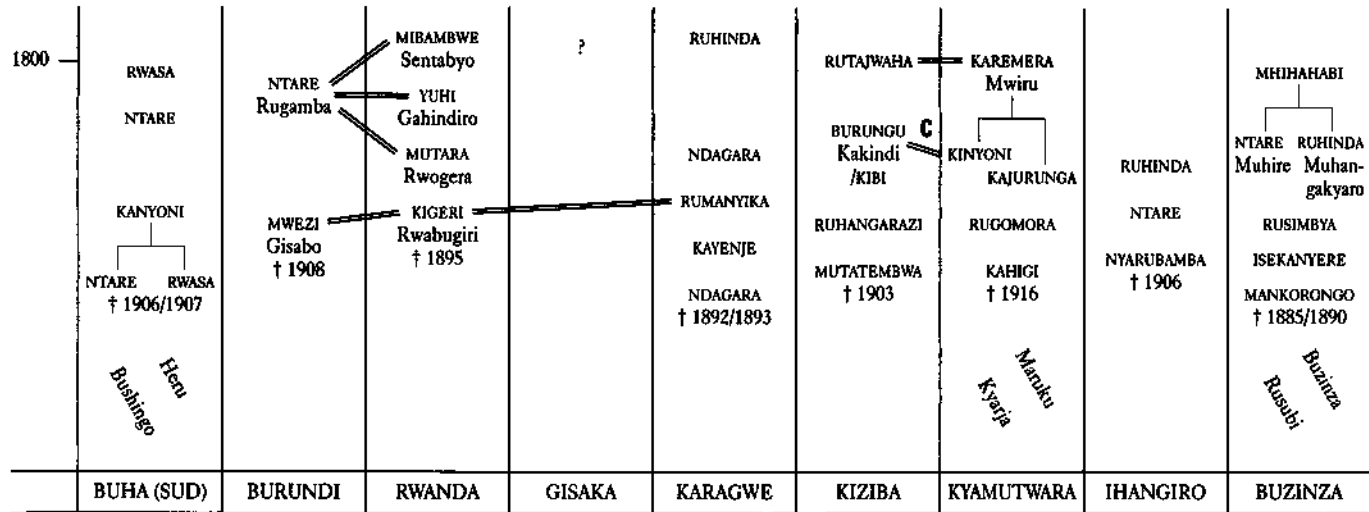 1800
RWASA
NTARE
KANYONI
NTARE RWASA
† 1906/1907
Bushingo
Heru
NTARE
Rugamba
MWEZI
Gisabo
† 1908
MIBAMBWE
Sentabyo
YUHI
Gahindiro
MUTARA
Rwogera
KIGERI
Rwabugiri
† 1895
?
RUHINDA
NDAGARA
RUMANYIKA
KAYENJE
NDAGARA
† 1892/1893
RUTAJWAHA
BURUNGU
Kakindi
/KIBI
C
RUHANGARAZI
MUTATEMBWA
† 1903
KAREMERA
Mwiru
KINYONI
KAJURUNGA
RUGOMORA
KAHIGI
† 1916
Kyarja
Maruku
RUHINDA
NTARE
NYARUBAMBA
† 1906
MHIHAHABI
NTARE RUHINDA
Muhire Muhan-
gakyaro
RUSIMBYA
ISEKANYERE
MANKORONGO
† 1885/1890
Rusubi
Buzinza
BUHA (SUD) BURUNDI RWANDA GISAKA KARAGWE KIZIBA KYAMUTWARA IHANGIRO BUZINZA